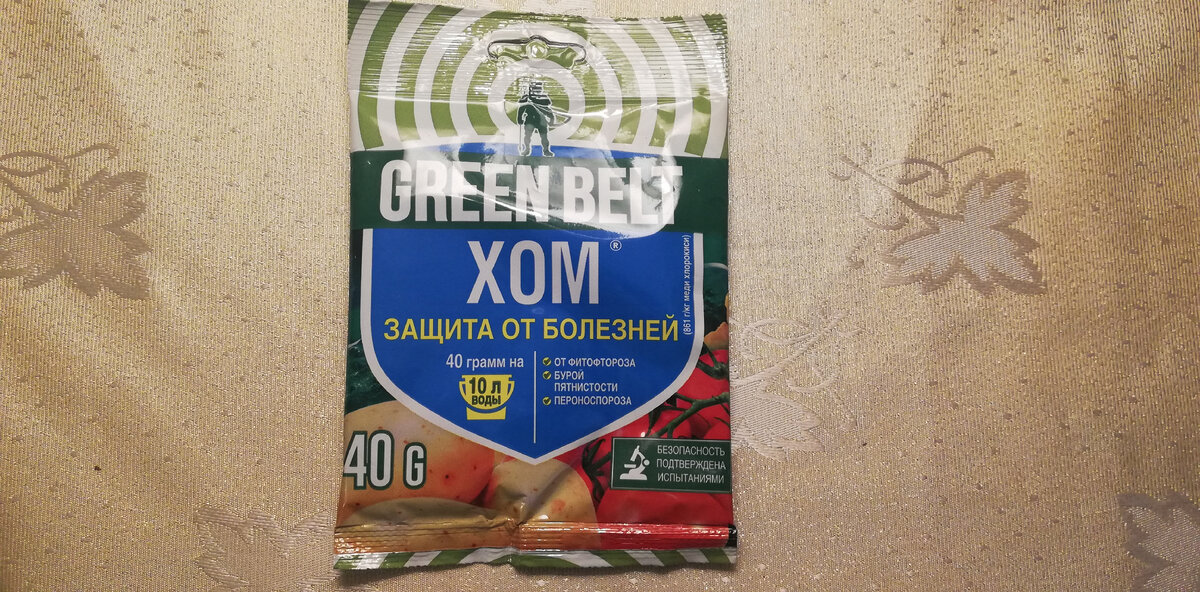 GREEN BELT
ХОМ®
(861 г/кг меди хлорокиси)
ЗАЩИТА ОТ БОЛЕЗНЕЙ
40 грамм на
10 л
ВОДЫ
ОТ ФИТОФТОРОЗА
БУРОЙ
ПЯТНИСТОСТИ
ПЕРОНОСПОРОЗА
40 G
БЕЗОПАСНОСТЬ
ПОДТВЕРЖДЕНА
ИСПЫТАНИЯМИ